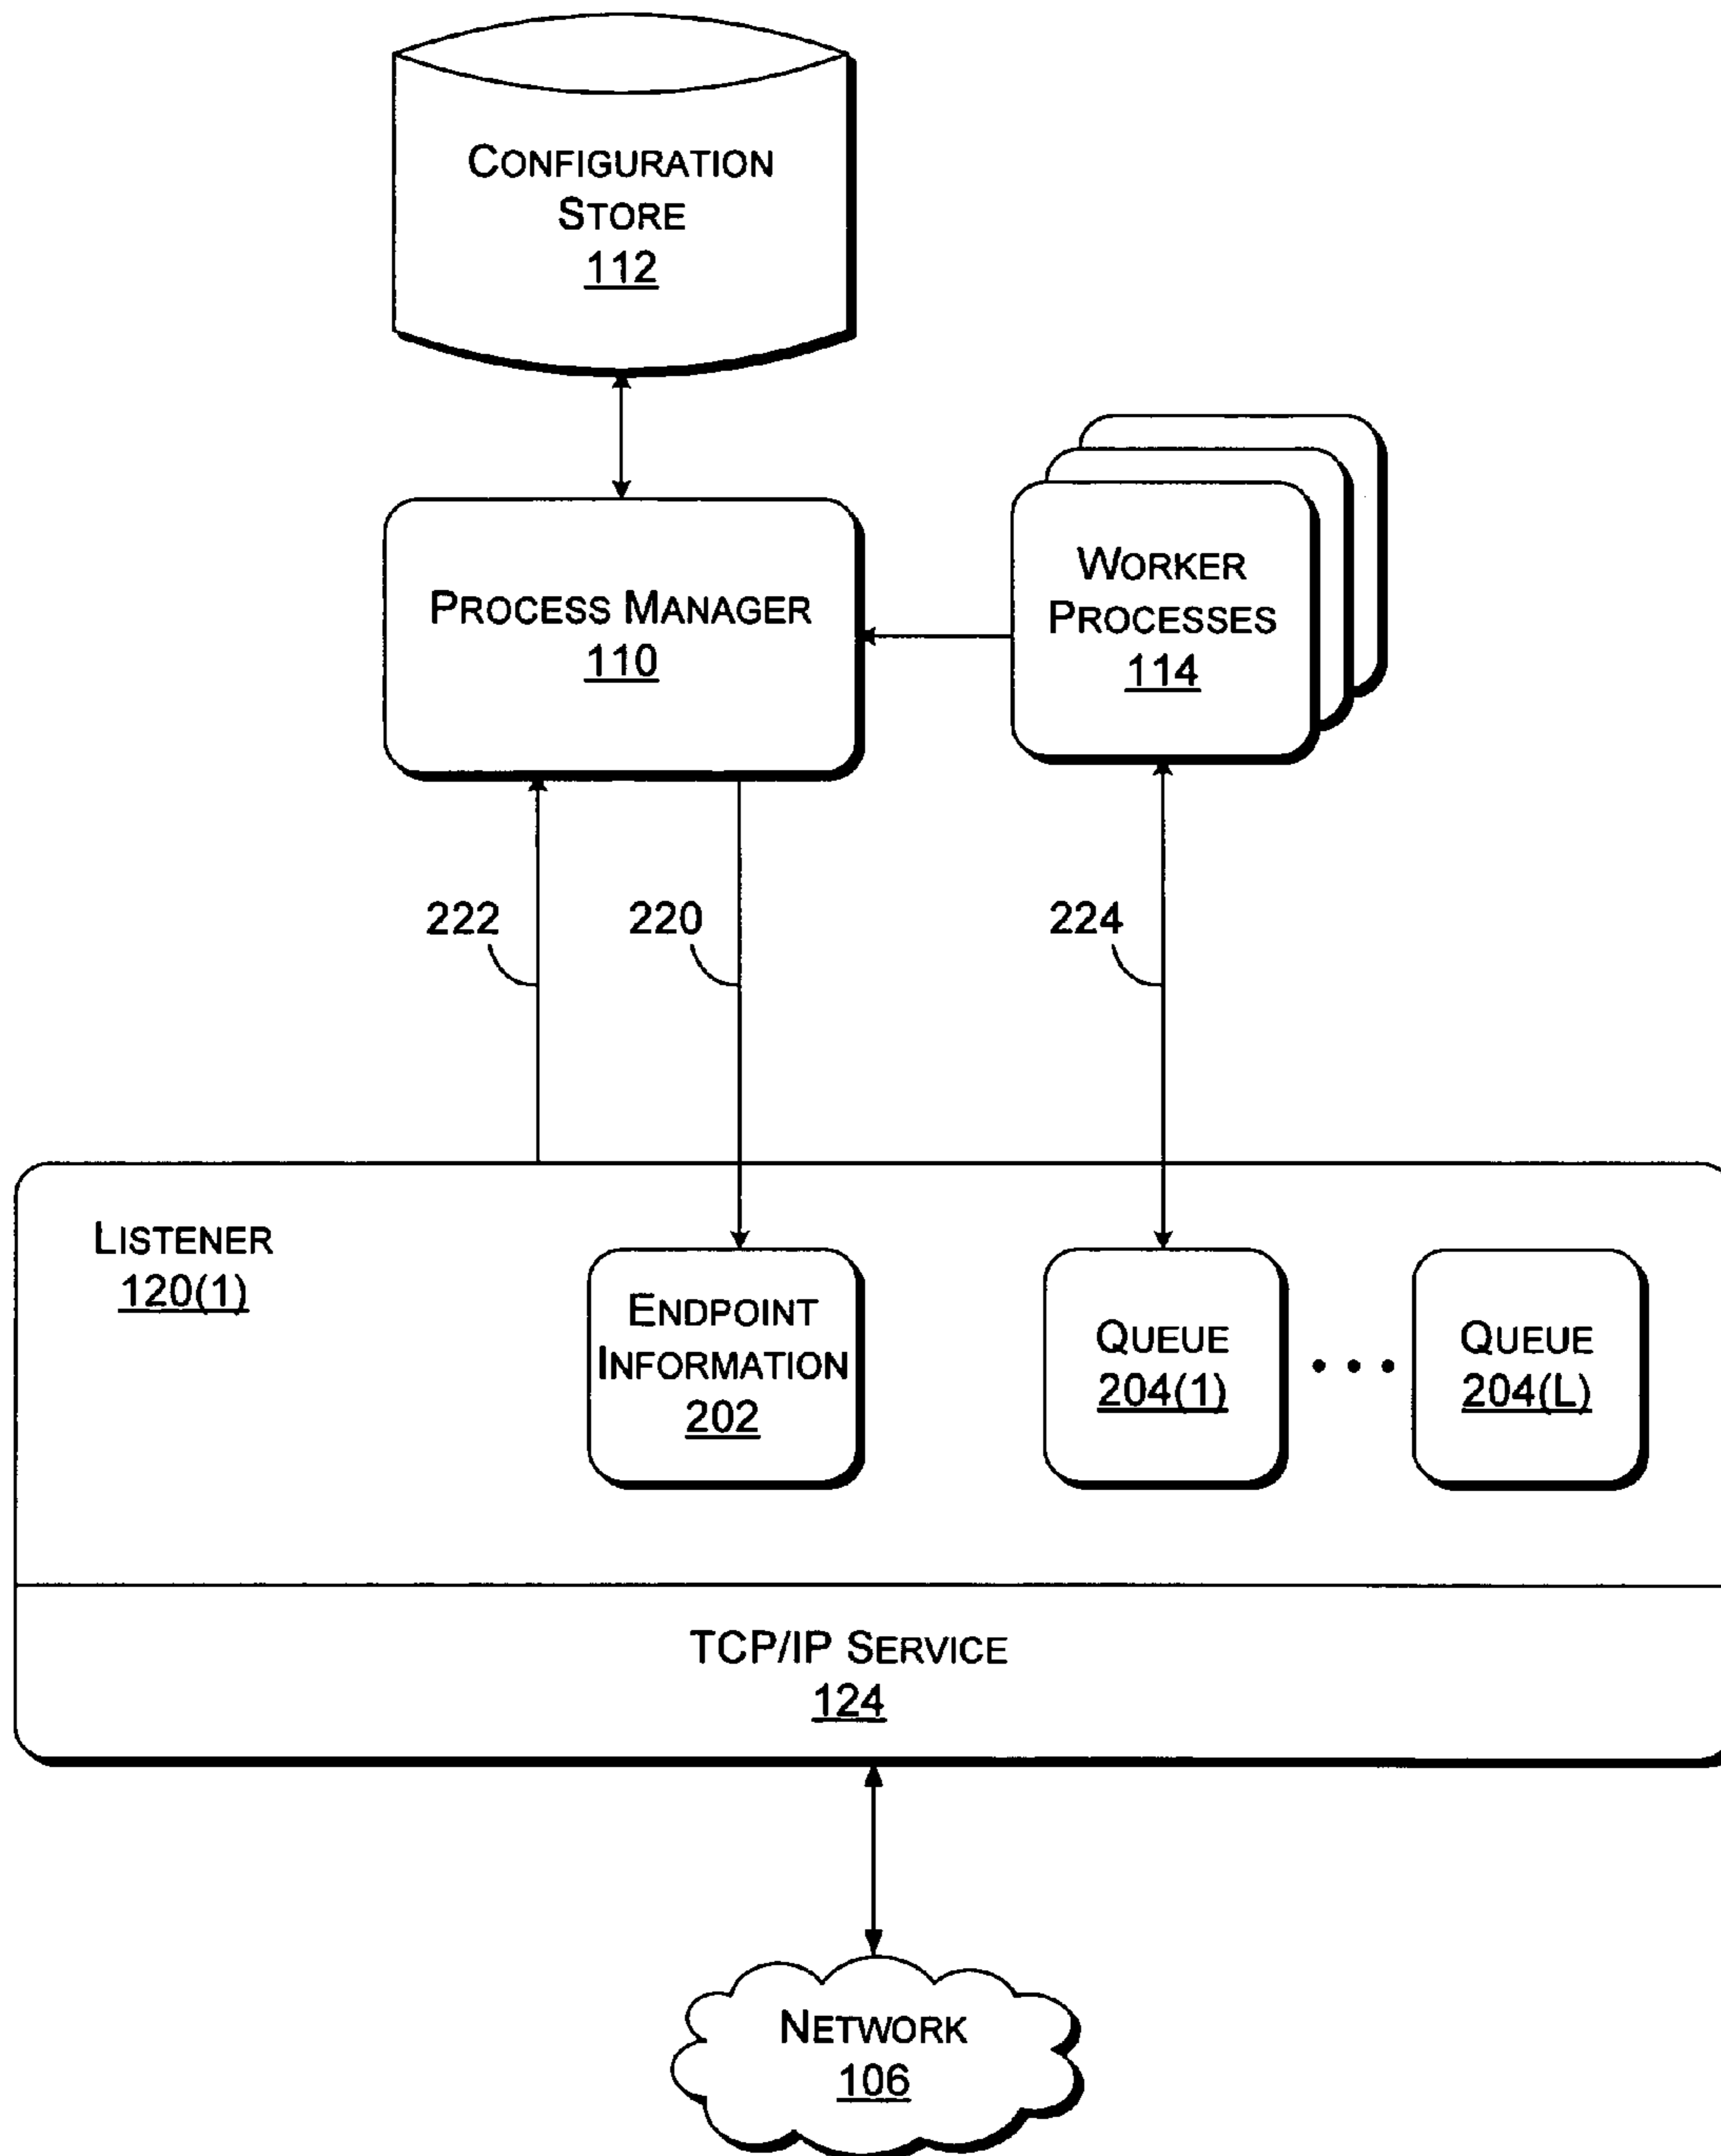 CONFIGURATION
STORE
112
PROCESS MANAGER
110
WORKER
PROCESSES
114
222
220
224
LISTENER
120(1)
ENDPOINT
INFORMATION
202
QUEUE
204(1)
• • •
QUEUE
204(L)
TCP/IP SERVICE
124
NETWORK
106